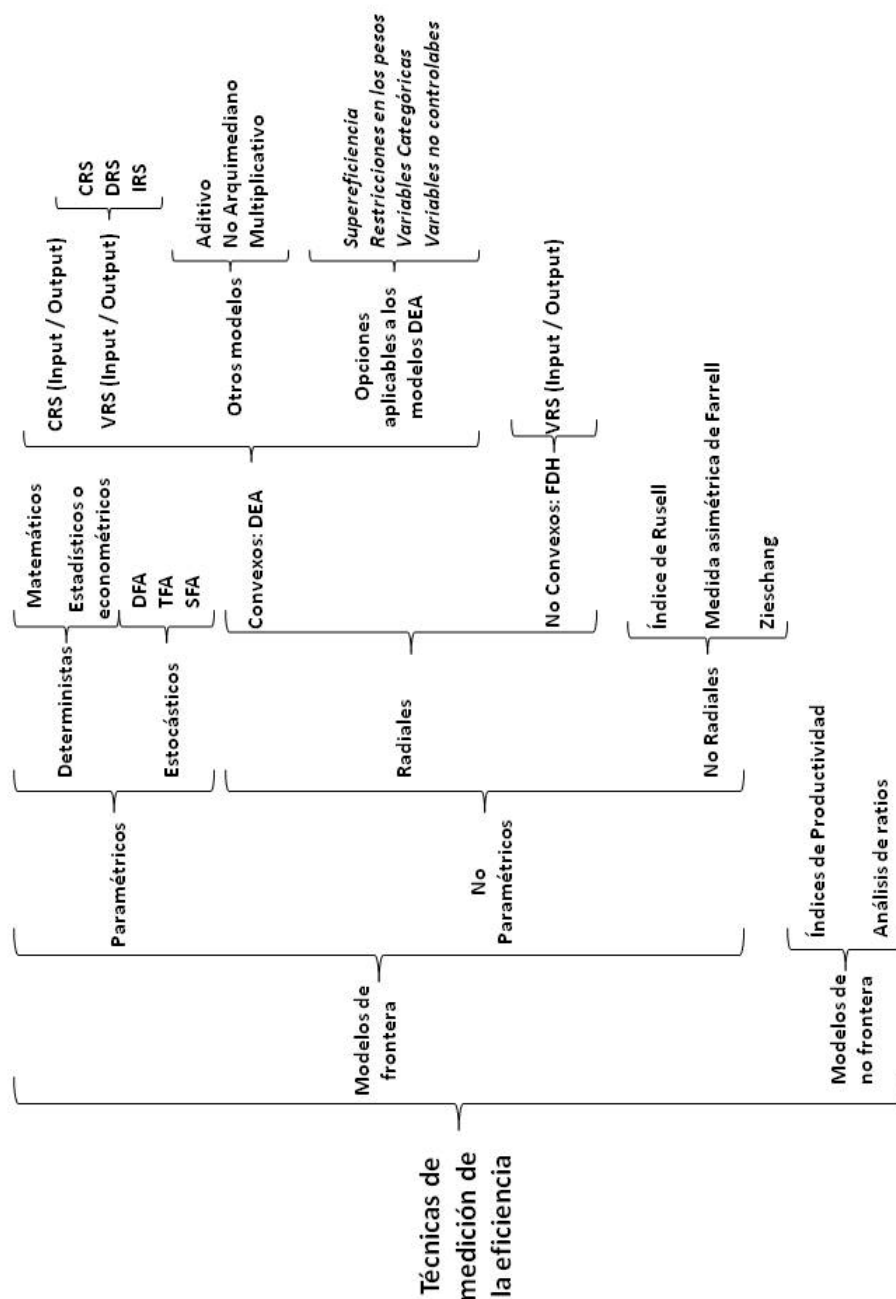 Técnicas de
medición de
la eficiencia
Modelos de
frontera
Paramétricos
Deterministas
Matemáticos
Estadísticos o
econométricos
Estocásticos
DFA
TFA
SFA
No
Paramétricos
Radiales
Convexos: DEA
CRS (Input / Output)
VRS (Input / Output)
CRS
DRS
IRS
Otros modelos
Aditivo
No Arquimediano
Multiplicativo
Opciones
aplicables a los
modelos DEA
Supereficiencia
Restricciones en los pesos
Variables Categóricas
Variables no controlabes
No Convexos: FDH
VRS (Input / Output)
No Radiales
Índice de Rusell
Medida asimétrica de Farrell
Zieschang
Modelos de
no frontera
Índices de Productividad
Análisis de ratios